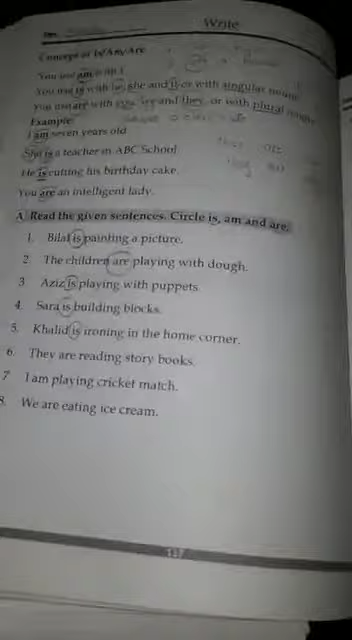 Write
Concept of Is/Am/Are
You use am with I
You use is with he, she and it or with singular nouns
You use are with you, we and they, or with plural nouns
Example:
I am seven years old
She is a teacher in ABC School
He is cutting his birthday cake.
You are an intelligent lady.
A. Read the given sentences. Circle is, am and are.
1. Bilal is painting a picture.
2. The children are playing with dough.
3 Aziz is playing with puppets.
4. Sara is building blocks.
5. Khalid is ironing in the home corner.
6. They are reading story books.
7 I am playing cricket match.
8. We are eating ice cream.